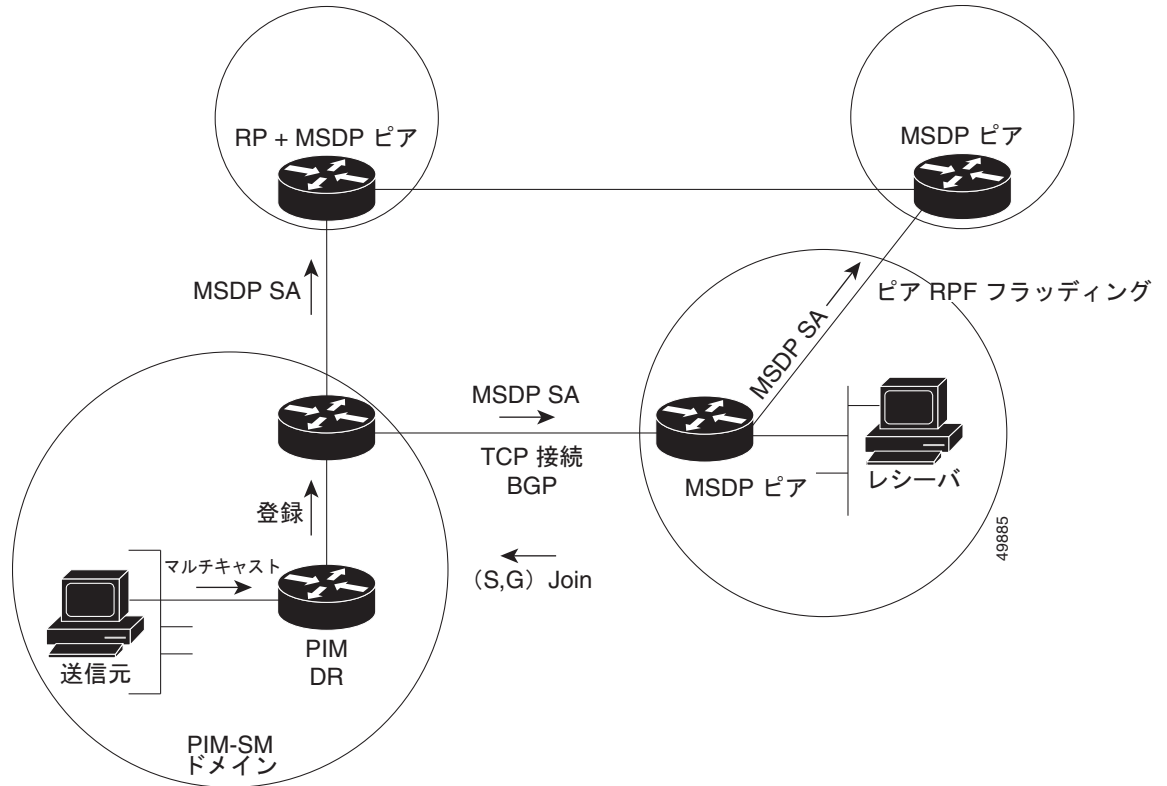 RP + MSDP ピア
MSDP ピア
MSDP SA
ピア RPF フラッディング
MSDP SA
MSDP SA
TCP 接続
BGP
MSDP ピア
レシーバ
登録
マルチキャスト
(S,G) Join
49885
送信元
PIM
DR
PIM-SM
ドメイン